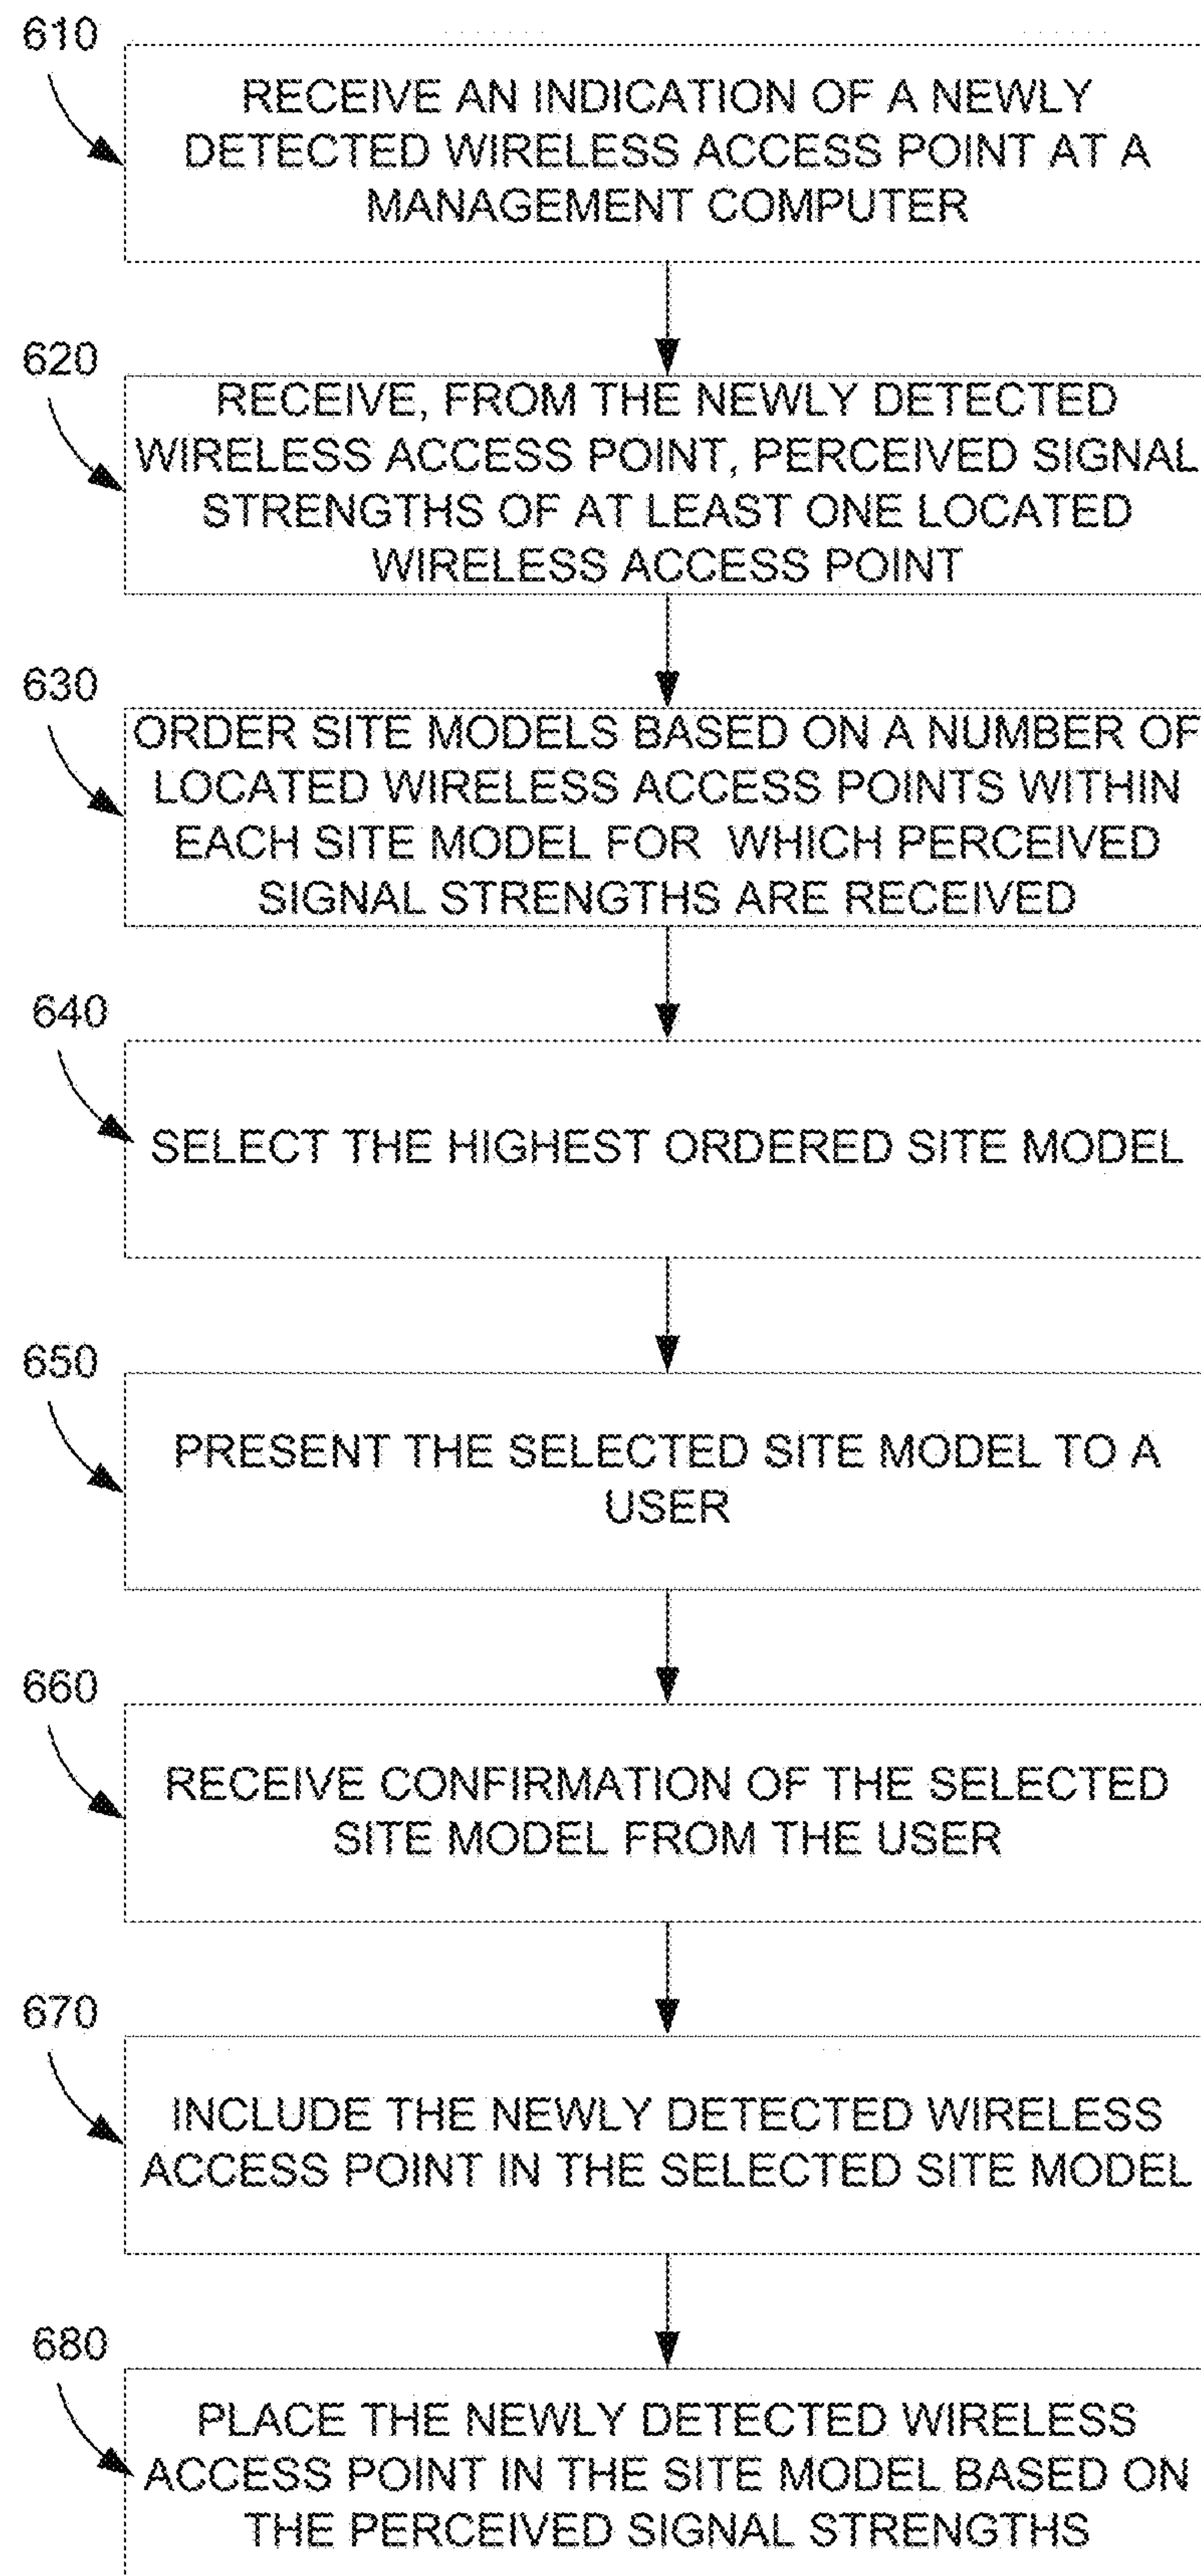 610
RECEIVE AN INDICATION OF A NEWLY
DETECTED WIRELESS ACCESS POINT AT A
MANAGEMENT COMPUTER
620
RECEIVE, FROM THE NEWLY DETECTED
WIRELESS ACCESS POINT, PERCEIVED SIGNAL
STRENGTHS OF AT LEAST ONE LOCATED
WIRELESS ACCESS POINT
630
ORDER SITE MODELS BASED ON A NUMBER OF
LOCATED WIRELESS ACCESS POINTS WITHIN
EACH SITE MODEL FOR WHICH PERCEIVED
SIGNAL STRENGTHS ARE RECEIVED
640
SELECT THE HIGHEST ORDERED SITE MODEL
650
PRESENT THE SELECTED SITE MODEL TO A
USER
660
RECEIVE CONFIRMATION OF THE SELECTED
SITE MODEL FROM THE USER
670
INCLUDE THE NEWLY DETECTED WIRELESS
ACCESS POINT IN THE SELECTED SITE MODEL
680
PLACE THE NEWLY DETECTED WIRELESS
ACCESS POINT IN THE SITE MODEL BASED ON
THE PERCEIVED SIGNAL STRENGTHS